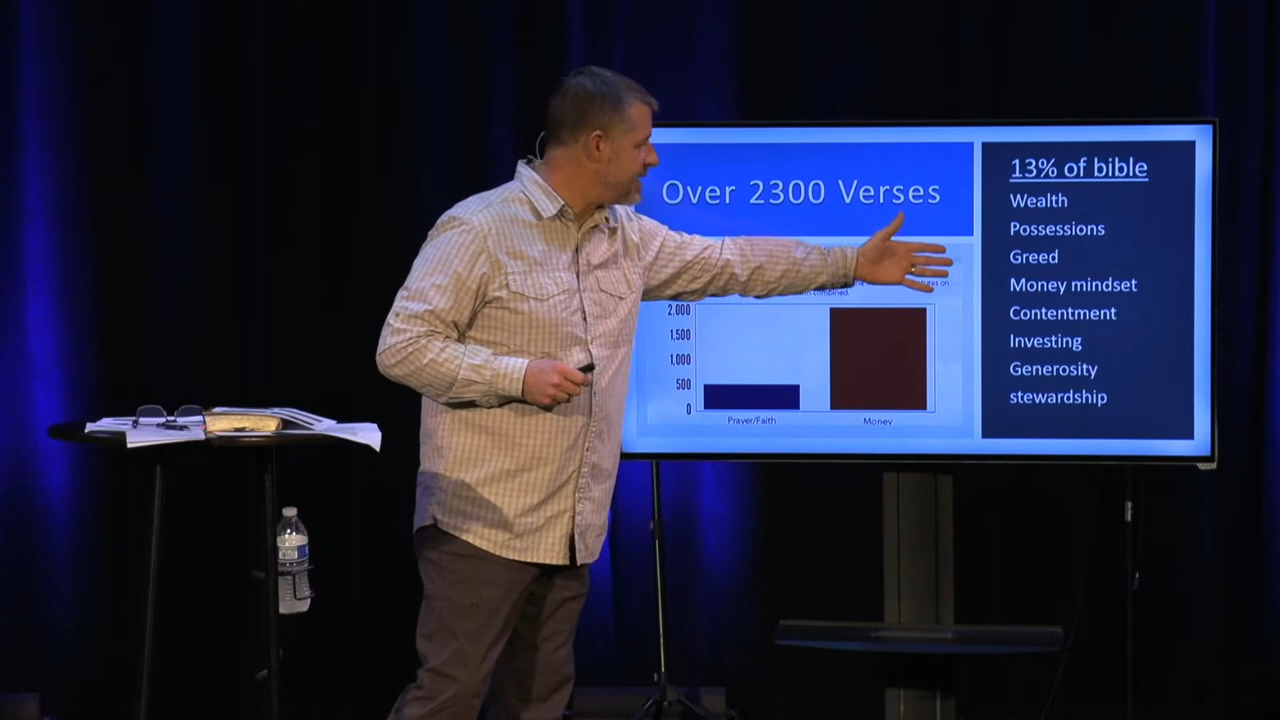 Over 2300 Verses
combined.
2,000
1,500
1,000
500
0
Prayer/Faith
Money
13% of bible
Wealth
Possessions
Greed
Money mindset
Contentment
Investing
Generosity
stewardship